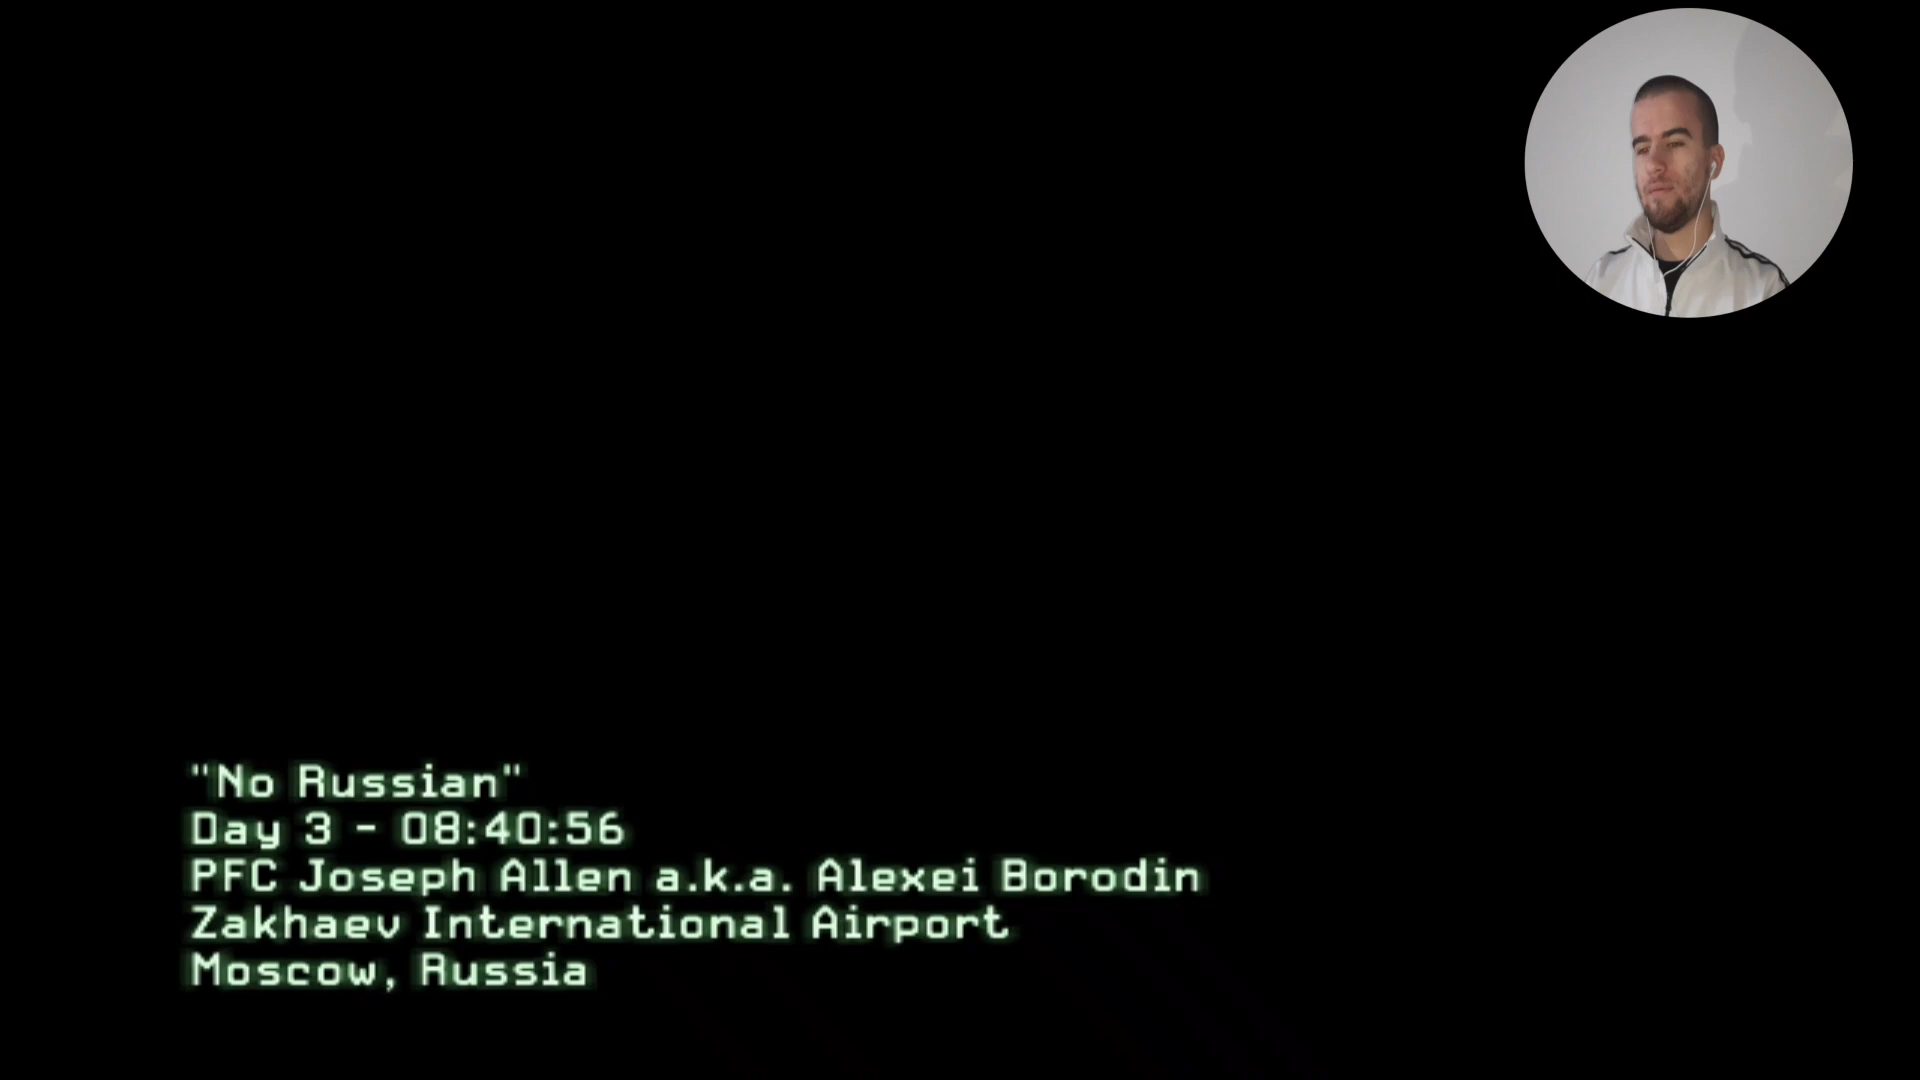 "No Russian"
Day 3 - 08:40:56
PFC Joseph Allen a.k.a. Alexei Borodin
Zakhaev International Airport
Moscow, Russia